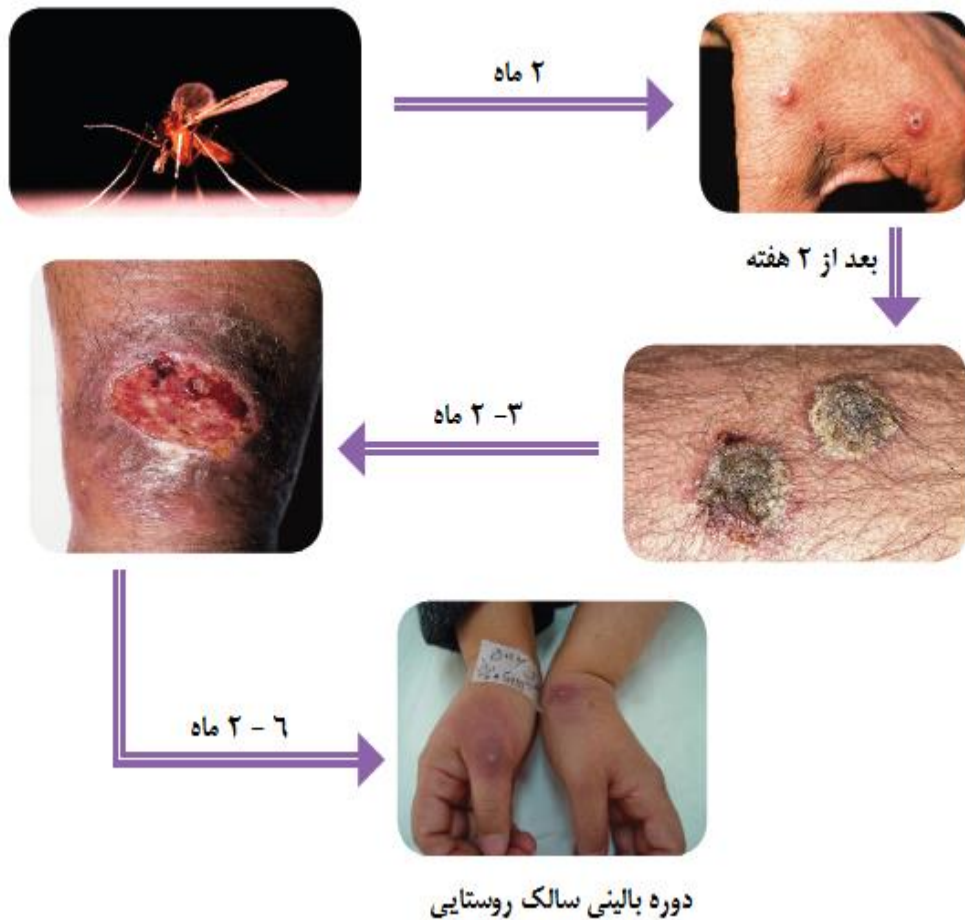 ۲ ماه
بعد از ۲ هفته
۳- ۲ ماه
٦ - ۲ ماه
دوره بالینی سالک روستایی